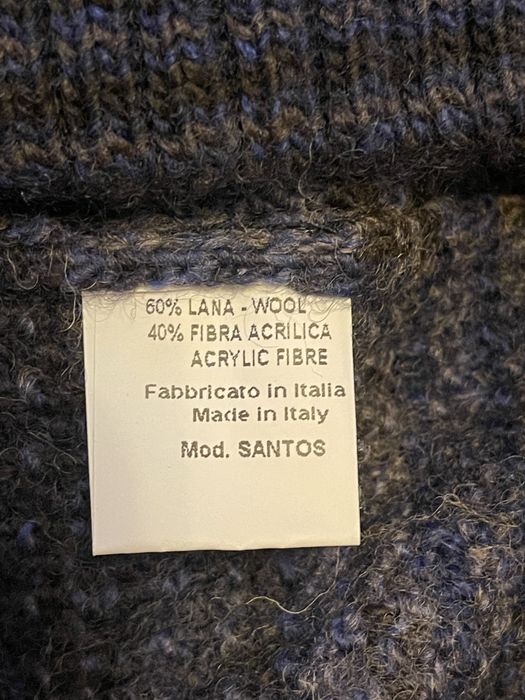 60% LANA - WOOL
40% FIBRA ACRILICA
ACRYLIC FIBRE
Fabbricato in Italia
Made in Italy
Mod. SANTOS